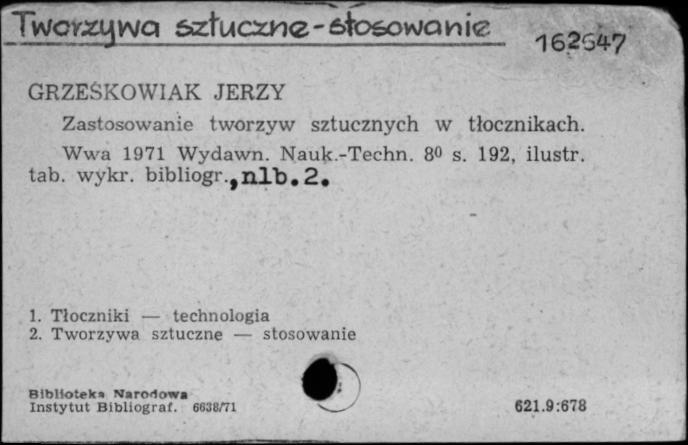 Tworzywa sztuczne-stosowanie
162647
GRZEŚKOWIAK JERZY
Zastosowanie tworzyw sztucznych w tłocznikach.
Wwa 1971 Wydawn. Nauk.-Techn. 8⁰ s. 192, ilustr.
tab. wykr. bibliogr., nlb.2.
1. Tłoczniki — technologia
2. Tworzywa sztuczne — stosowanie
Biblioteka Narodowa
Instytut Bibliograf. 6638/71
621.9:678